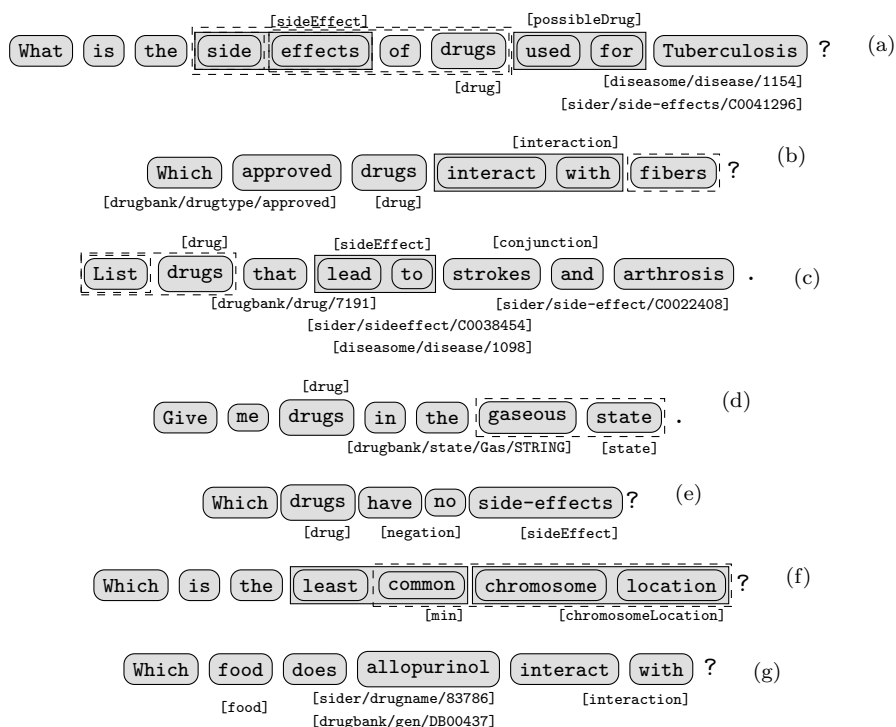 [sideEffect] [possibleDrug]
What is the side effects of drugs used for Tuberculosis ? (a)
[drug] [diseasome/disease/1154]
[sider/side-effects/C0041296]
[interaction]
Which approved drugs interact with fibers ? (b)
[drugbank/drugtype/approved] [drug]
[drug] [sideEffect] [conjunction]
List drugs that lead to strokes and arthrosis . (c)
[drugbank/drug/7191] [sider/side-effect/C0022408]
[sider/sideeffect/C0038454]
[diseasome/disease/1098]
[drug]
Give me drugs in the gaseous state . (d)
[drugbank/state/Gas/STRING] [state]
Which drugs have no side-effects ? (e)
[drug] [negation] [sideEffect]
Which is the least common chromosome location ? (f)
[min] [chromosomeLocation]
Which food does allopurinol interact with ? (g)
[food] [sider/drugname/83786] [interaction]
[drugbank/gen/DB00437]